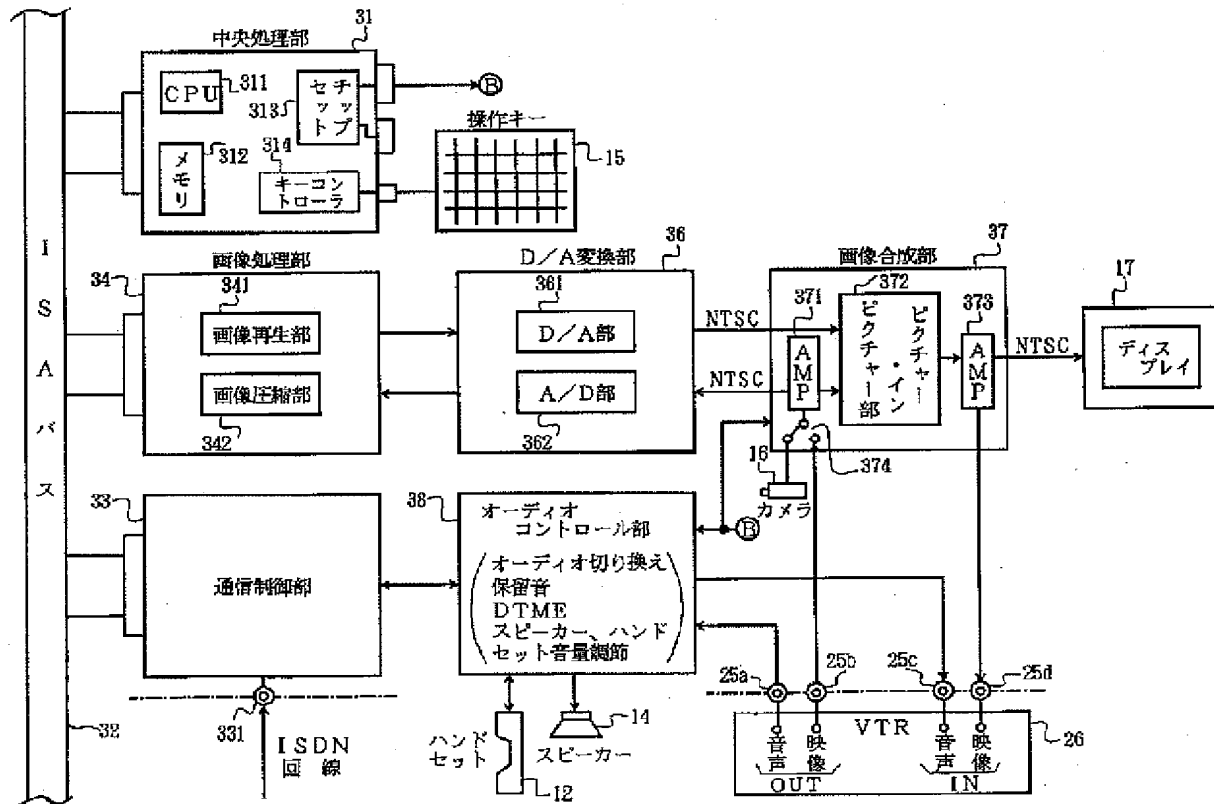 中央処理部
31
CPU
311
セット
チップ
313
B
メモリ
312
314
キーコントローラ
操作キー
15
ISAバス
画像処理部
34
341
画像再生部
画像圧縮部
342
D/A変換部
36
361
D/A部
A/D部
362
画像合成部
37
NTSC
NTSC
371
AMP
372
ピクチャー・イン
ピクチャー部
373
AMP
NTSC
17
ディスプレイ
374
16
カメラ
33
通信制御部
38
オーディオ
コントロール部
B
オーディオ切り換え
保留音
DTME
スピーカー、ハンド
セット音量調節
25a
25b
25c
25d
32
331
ISDN
回線
ハンド
セット
12
14
スピーカー
VTR
26
音声
映像
音声
映像
OUT
IN